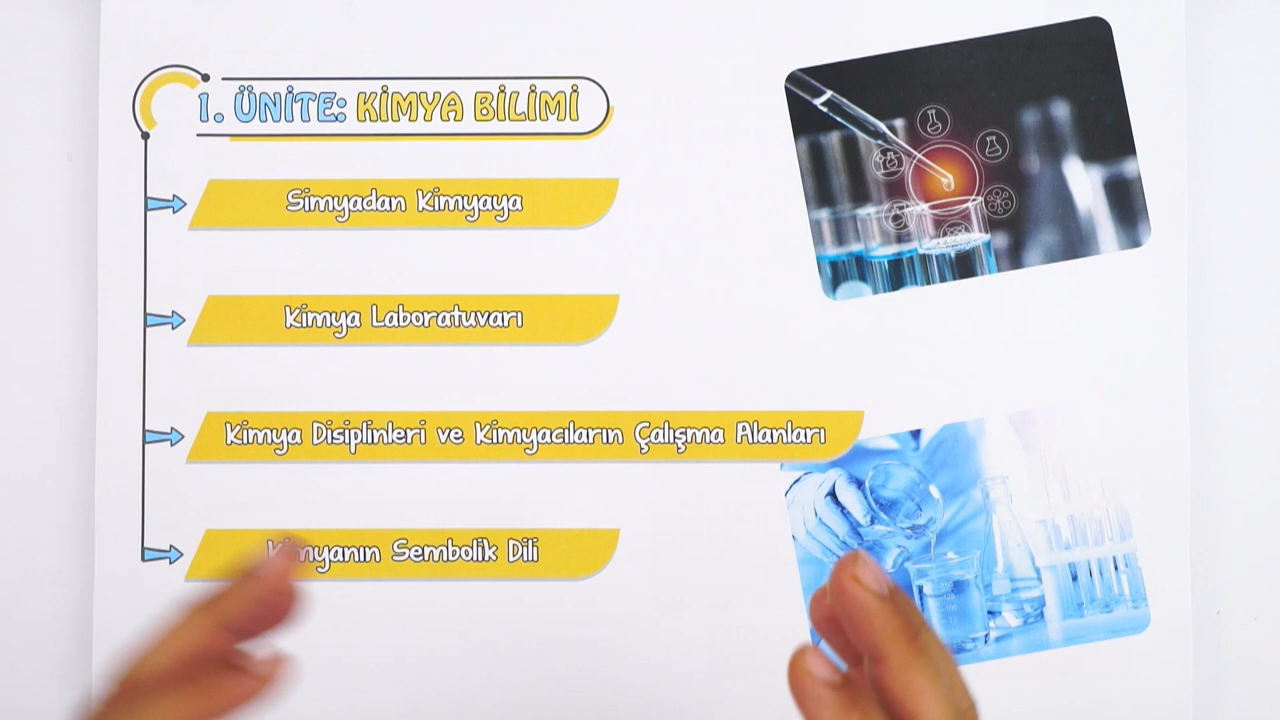 1. ÜNİTE: KİMYA BİLİMİ
Simyadan Kimyaya
Kimya Laboratuvarı
Kimya Disiplinleri ve Kimyacıların Çalışma Alanları
Kimyanın Sembolik Dili